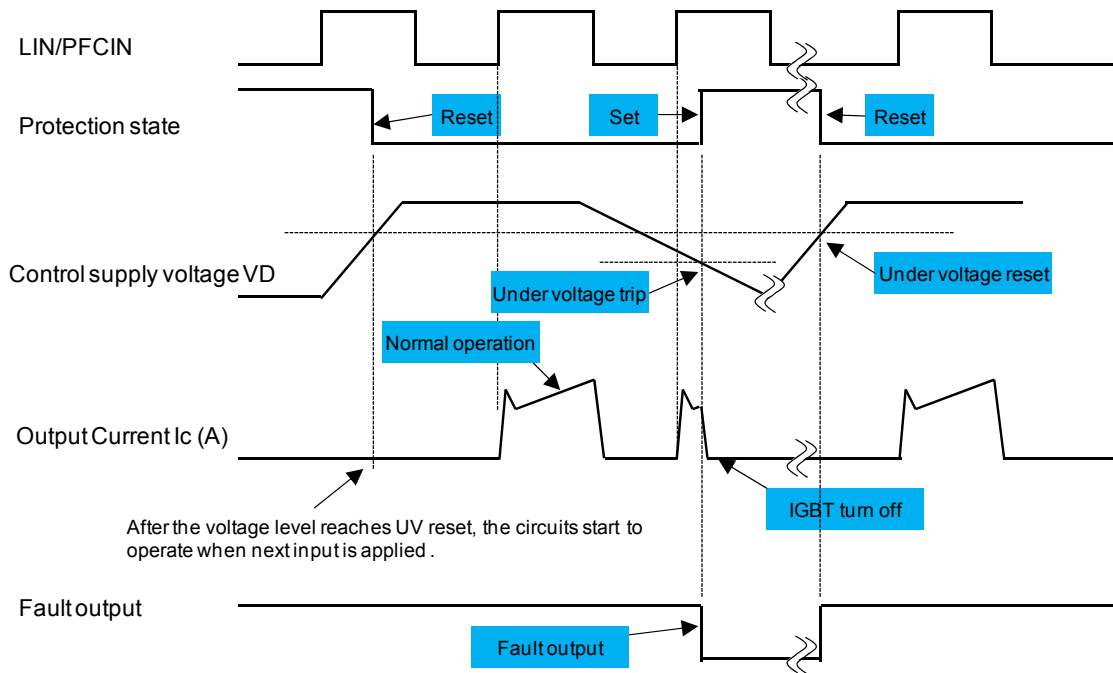 LIN/PFCIN
Protection state
Reset
Set
Reset
Control supply voltage VD
Under voltage trip
Under voltage reset
Normal operation
Output Current Ic (A)
IGBT turn off
After the voltage level reaches UV reset, the circuits start to
operate when next input is applied .
Fault output
Fault output